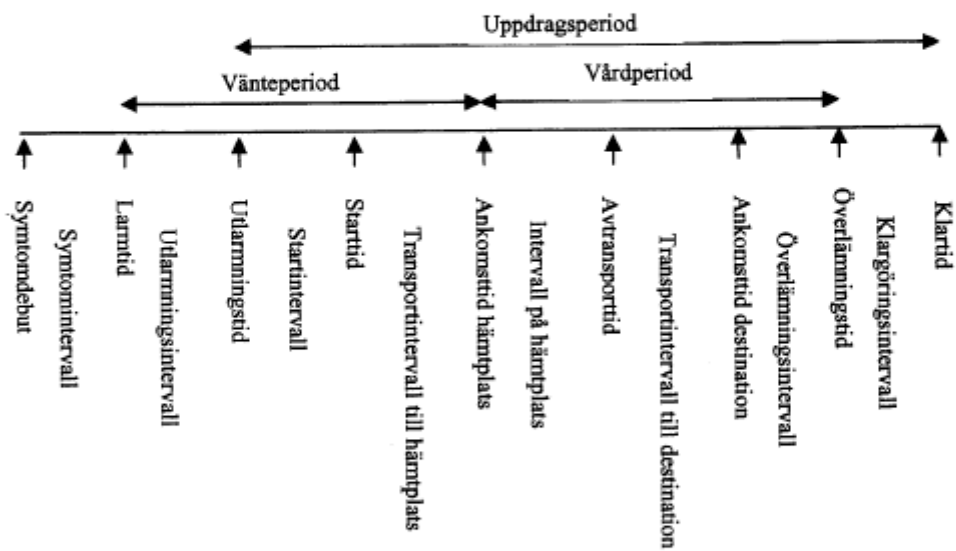 Uppdragsperiod
Vänteperiod
Vårdperiod
Symtomdebut
Symtomintervall
Larmtid
Utlarmningsintervall
Utlarmningstid
Startintervall
Starttid
Transportintervall till hämtplats
Ankomsttid hämtplats
Intervall på hämtplats
Avtransporttid
Transportintervall till destination
Ankomsttid destination
Överlämningsintervall
Överlämningstid
Klargöringsintervall
Klartid